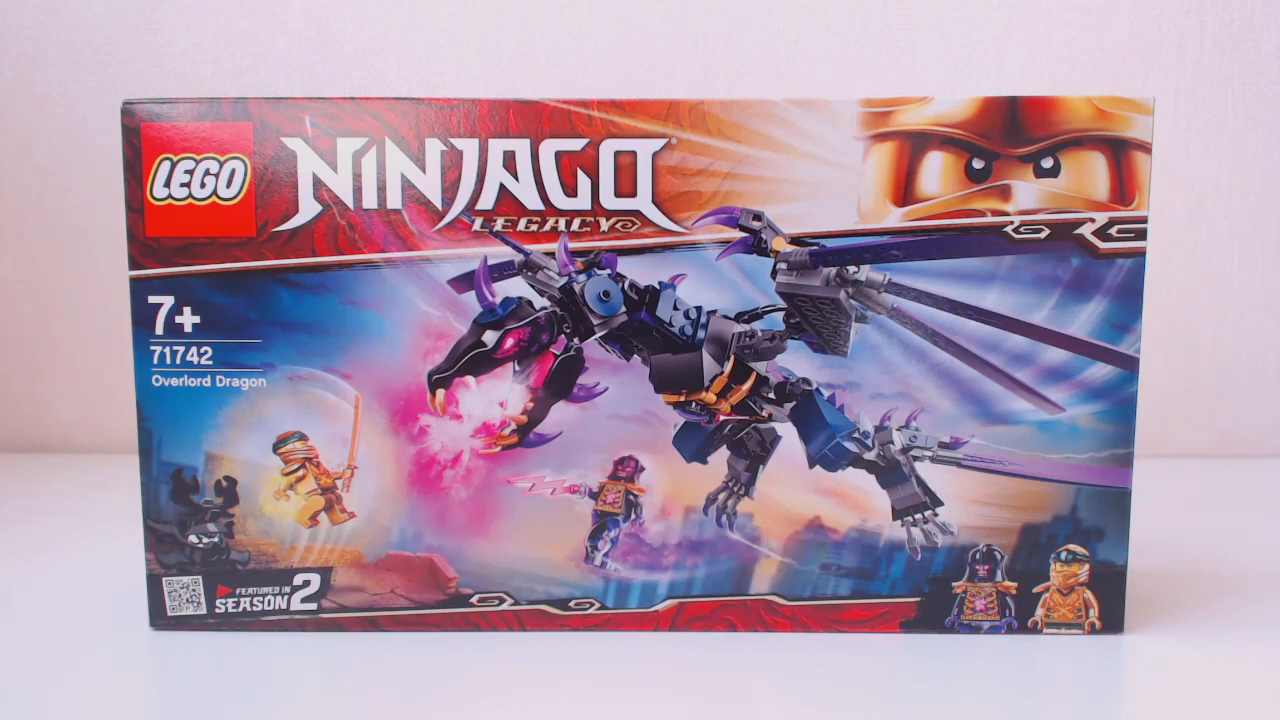 LEGO
NINJAGO
LEGACY
7+
71742
Overlord Dragon
FEATURED IN
SEASON 2